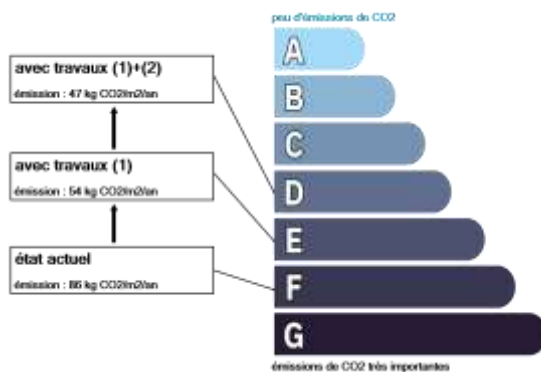 peu d'émissions de CO2
A
avec travaux (1)+(2)
émission : 47 kg CO2/m2/an
B
C
avec travaux (1)
émission : 54 kg CO2/m2/an
D
E
état actuel
émission : 86 kg CO2/m2/an
F
G
émissions de CO2 très importantes